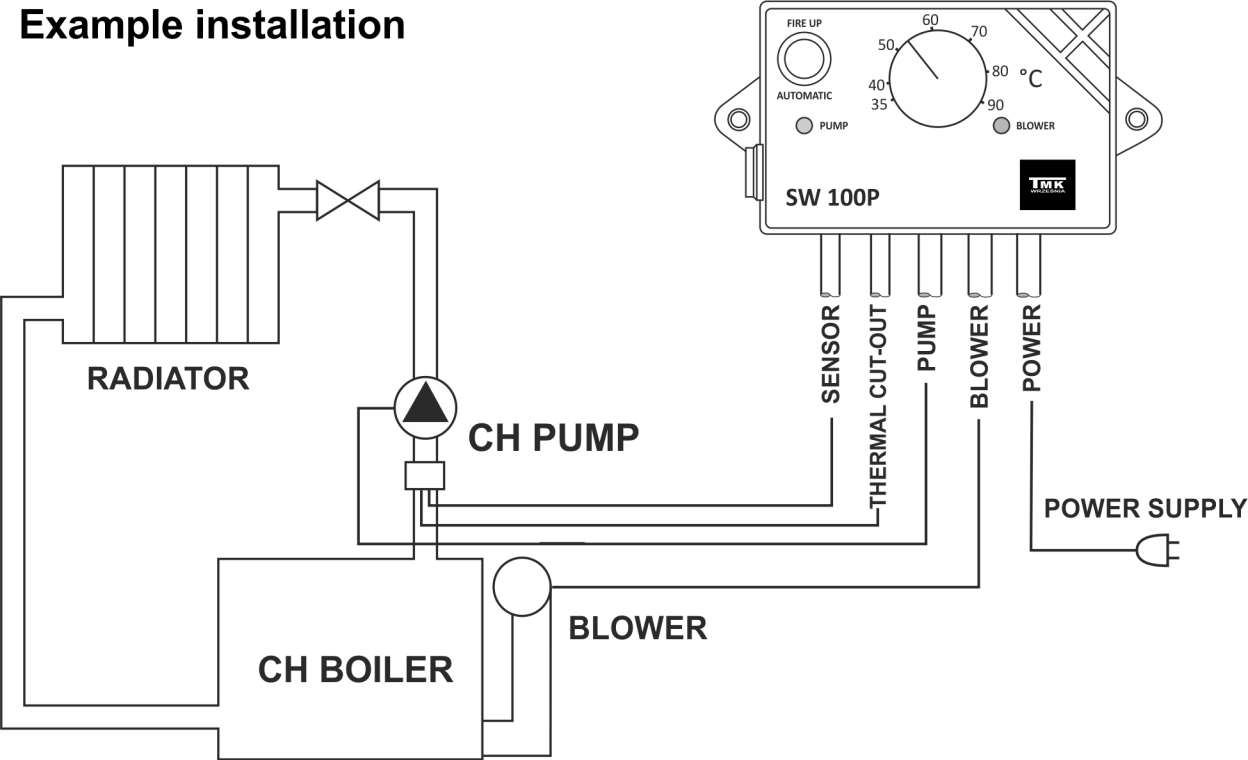 Example installation
FIRE UP
AUTOMATIC
PUMP
35
40
50
60
70
80
90
°C
BLOWER
SW 100P
TMK
WRZEŚNIA
SENSOR
THERMAL CUT-OUT
PUMP
BLOWER
POWER
RADIATOR
CH PUMP
POWER SUPPLY
BLOWER
CH BOILER